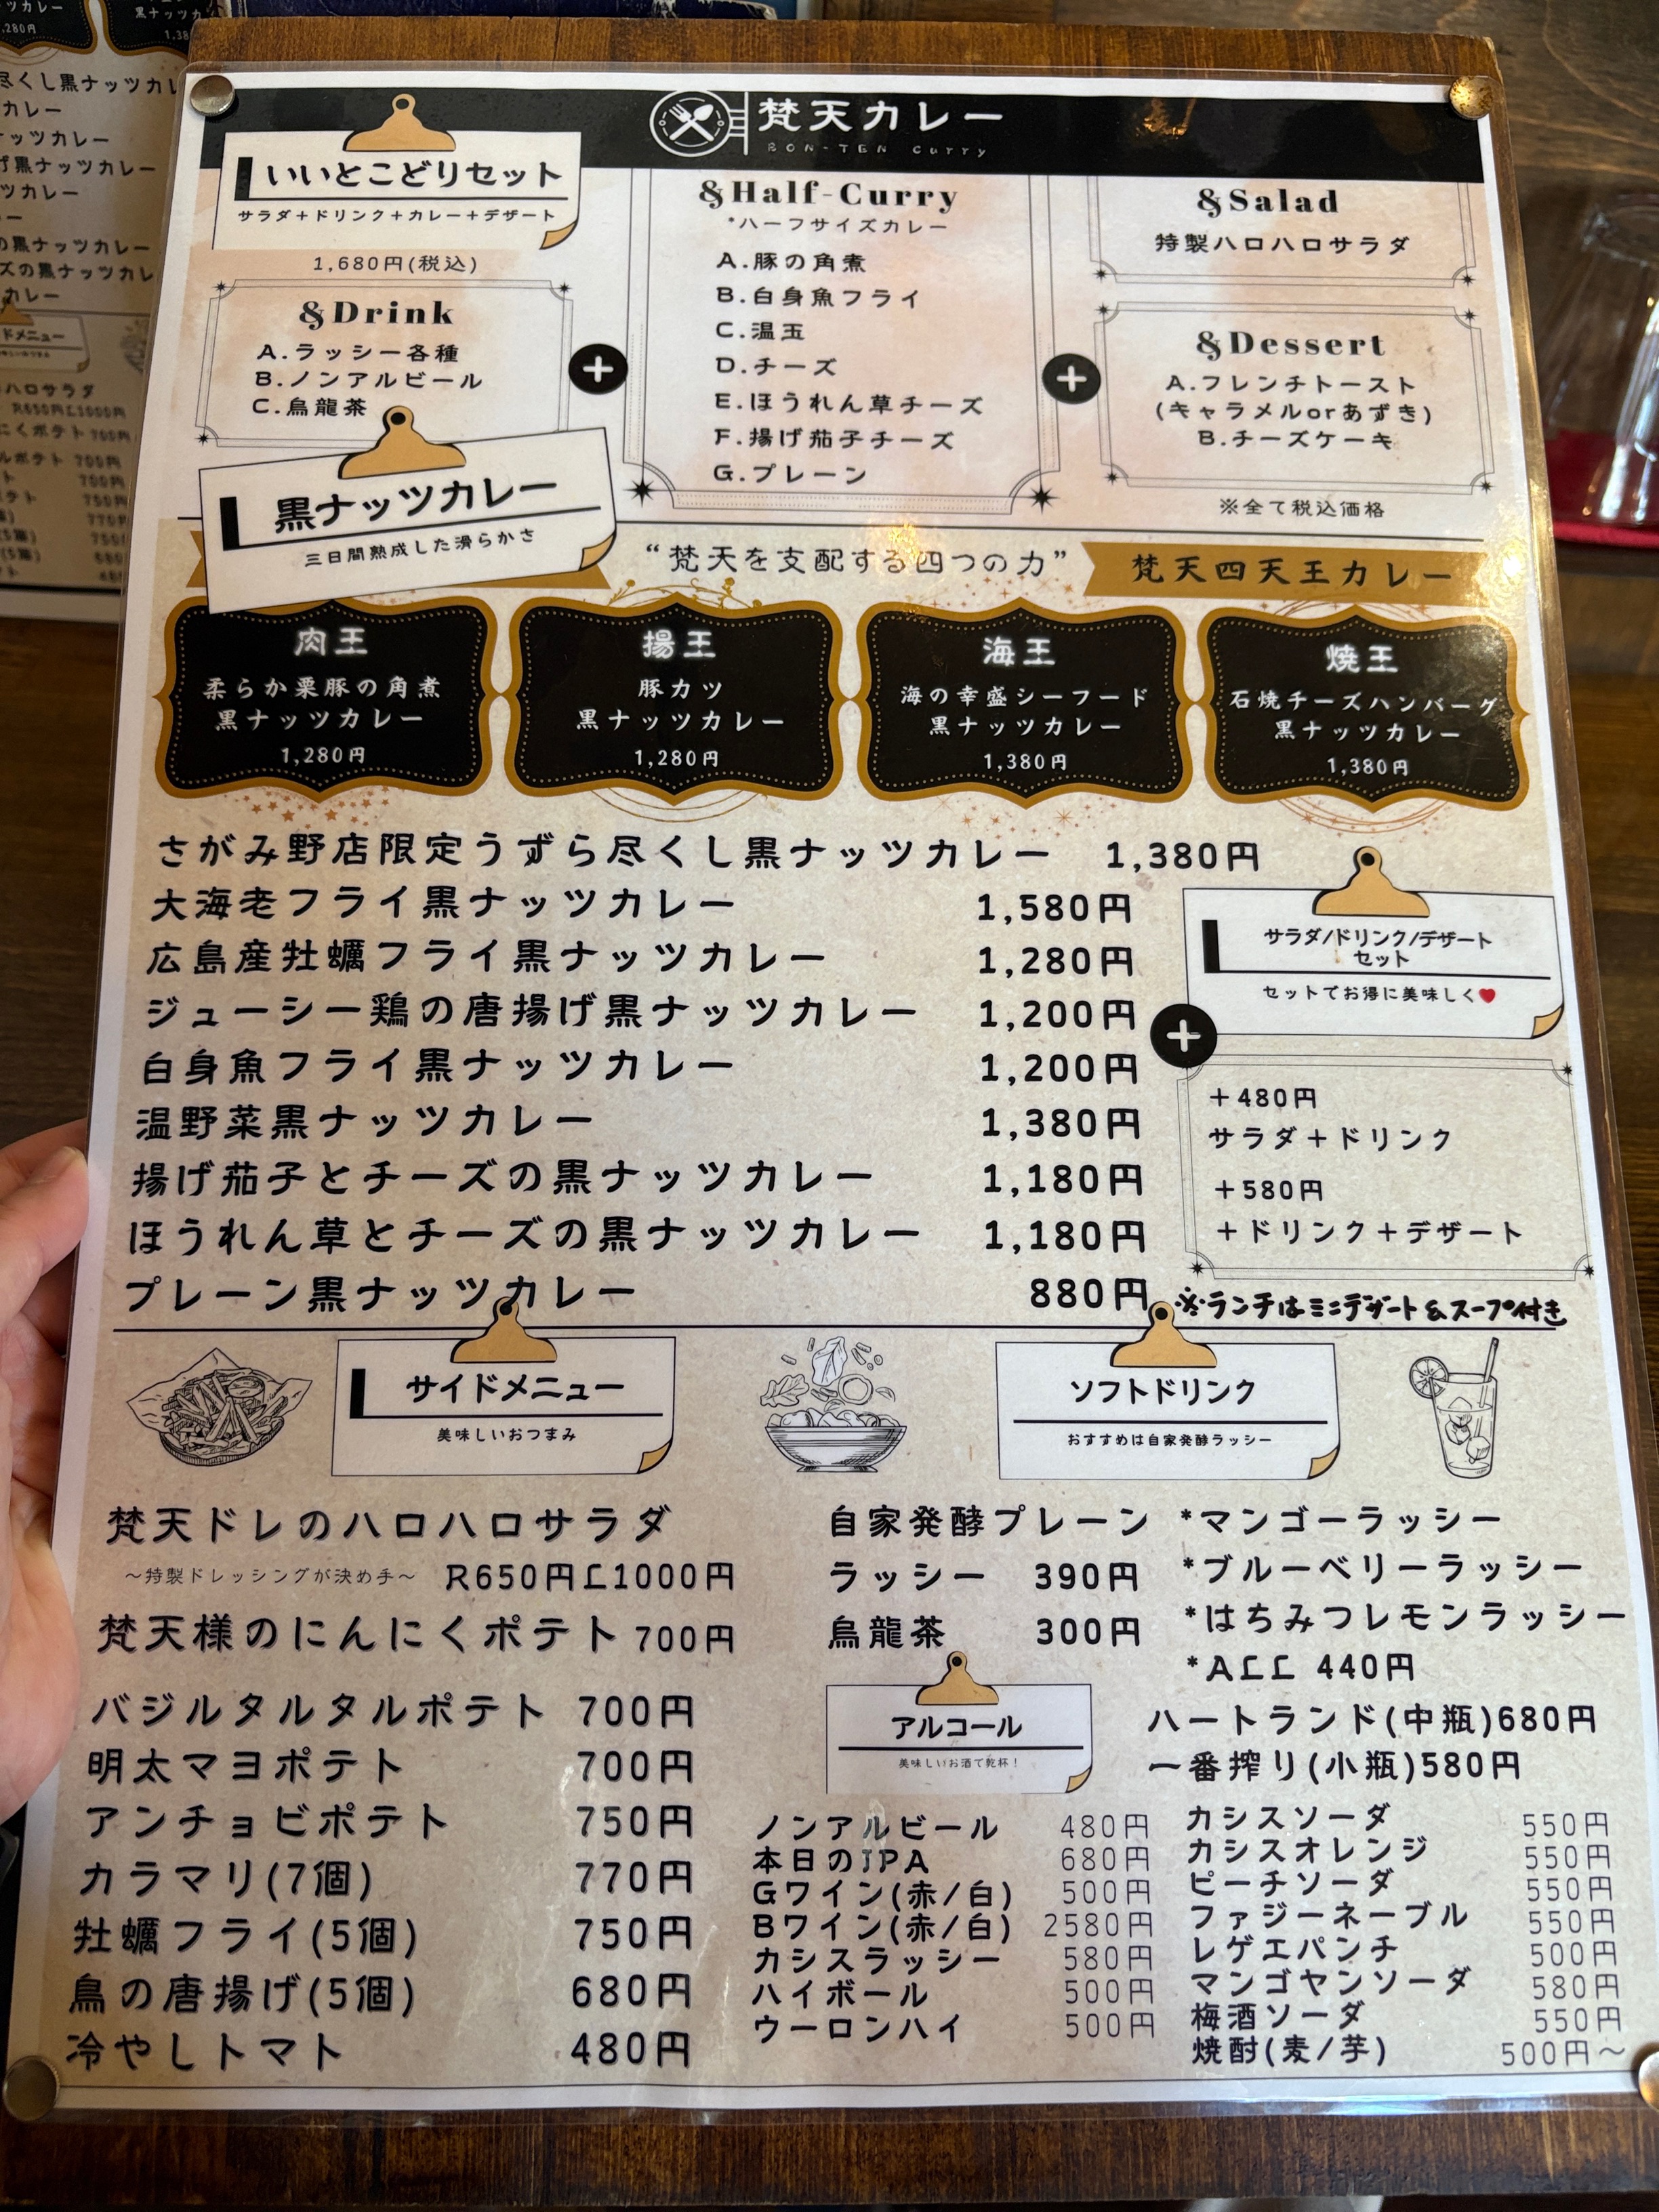 梵天カレー
BON-TEN Curry
いいとこどりセット
サラダ+ドリンク+カレー+デザート
1,680円(税込)
&Drink
A.ラッシー各種
B.ノンアルビール
C.烏龍茶
+
&Half-Curry
*ハーフサイズカレー
A.豚の角煮
B.白身魚フライ
C.温玉
D.チーズ
E.ほうれん草チーズ
F.揚げ茄子チーズ
G.プレーン
+
&Salad
特製ハロハロサラダ
&Dessert
A.フレンチトースト
(キャラメルorあずき)
B.チーズケーキ
※全て税込価格
黒ナッツカレー
三日間熟成した滑らかさ
“梵天を支配する四つの力”
梵天四天王カレー
肉王
柔らか栗豚の角煮
黒ナッツカレー
1,280円
揚王
豚カツ
黒ナッツカレー
1,280円
海王
海の幸盛シーフード
黒ナッツカレー
1,380円
焼王
石焼チーズハンバーグ
黒ナッツカレー
1,380円
さがみ野店限定うずら尽くし黒ナッツカレー 1,380円
大海老フライ黒ナッツカレー 1,580円
広島産牡蠣フライ黒ナッツカレー 1,280円
ジューシー鶏の唐揚げ黒ナッツカレー 1,200円
白身魚フライ黒ナッツカレー 1,200円
温野菜黒ナッツカレー 1,380円
揚げ茄子とチーズの黒ナッツカレー 1,180円
ほうれん草とチーズの黒ナッツカレー 1,180円
プレーン黒ナッツカレー 880円
サラダ/ドリンク/デザート
セット
セットでお得に美味しく♥
+
+480円
サラダ+ドリンク
+580円
+ドリンク+デザート
※ランチはミニデザート&スープ付き
サイドメニュー
美味しいおつまみ
梵天ドレのハロハロサラダ
～特製ドレッシングが決め手～ R650円L1000円
梵天様のにんにくポテト 700円
バジルタルタルポテト 700円
明太マヨポテト 700円
アンチョビポテト 750円
カラマリ(7個) 770円
牡蠣フライ(5個) 750円
鳥の唐揚げ(5個) 680円
冷やしトマト 480円
ソフトドリンク
おすすめは自家発酵ラッシー
自家発酵プレーン
ラッシー 390円
烏龍茶 300円
*マンゴーラッシー
*ブルーベリーラッシー
*はちみつレモンラッシー
*ALL 440円
アルコール
美味しいお酒で乾杯！
ハートランド(中瓶)680円
一番搾り(小瓶)580円
ノンアルビール 480円
本日のIPA 680円
Gワイン(赤/白) 500円
Bワイン(赤/白) 2580円
カシスラッシー 580円
ハイボール 500円
ウーロンハイ 500円
カシスソーダ 550円
カシスオレンジ 550円
ピーチソーダ 550円
ファジーネーブル 550円
レゲエパンチ 500円
マンゴヤンソーダ 580円
梅酒ソーダ 550円
焼酎(麦/芋) 500円～